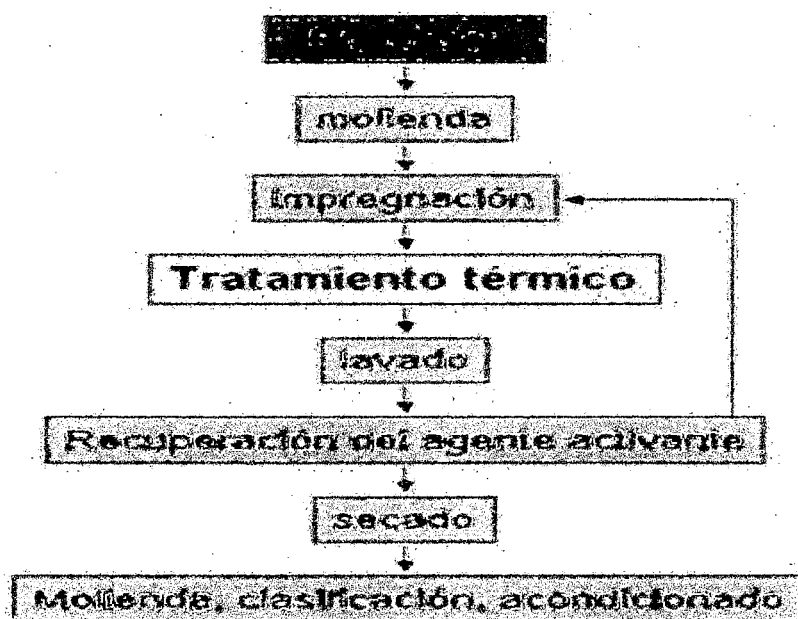 molienda
Impregnación
Tratamiento térmico
lavado
Recuperación del agente activante
secado
Molienda, clasificación, acondicionado